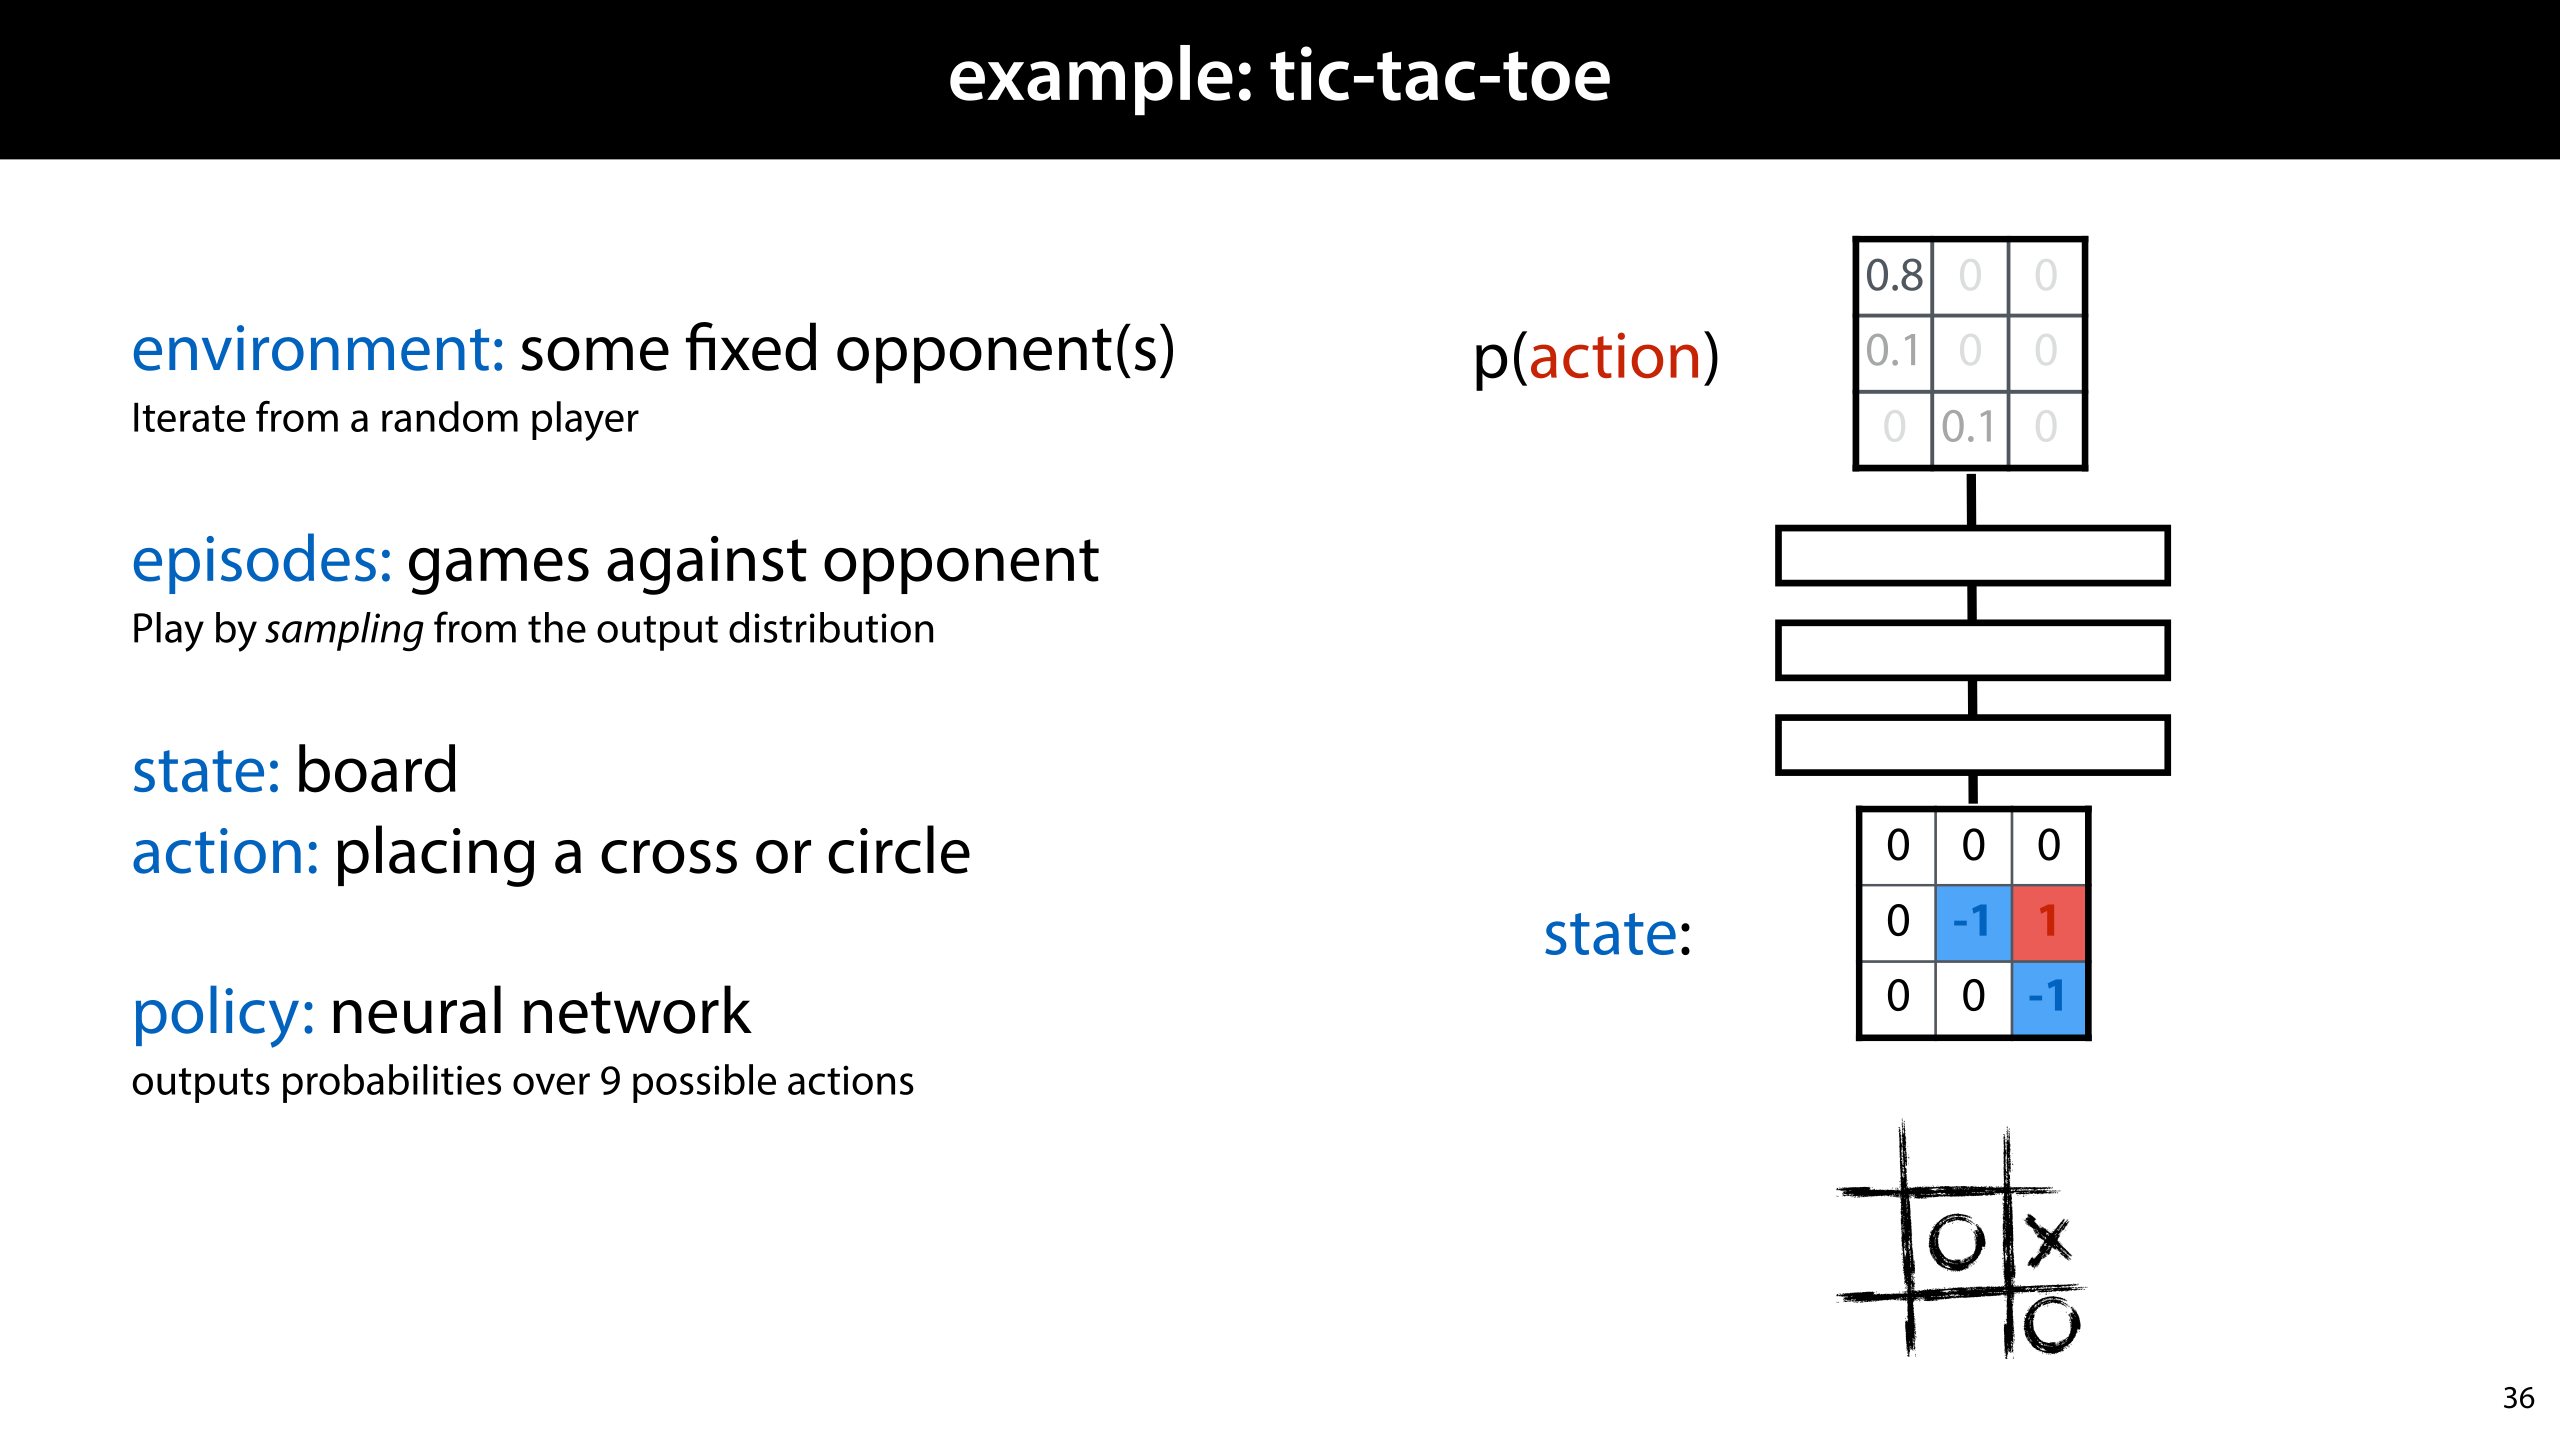 example: tic-tac-toe
environment: some fixed opponent(s)
Iterate from a random player
episodes: games against opponent
Play by sampling from the output distribution
state: board
action: placing a cross or circle
policy: neural network
outputs probabilities over 9 possible actions
p(action)
0.8 0 0
0.1 0 0
0 0.1 0
state:
0 0 0
0 -1 1
0 0 -1
36